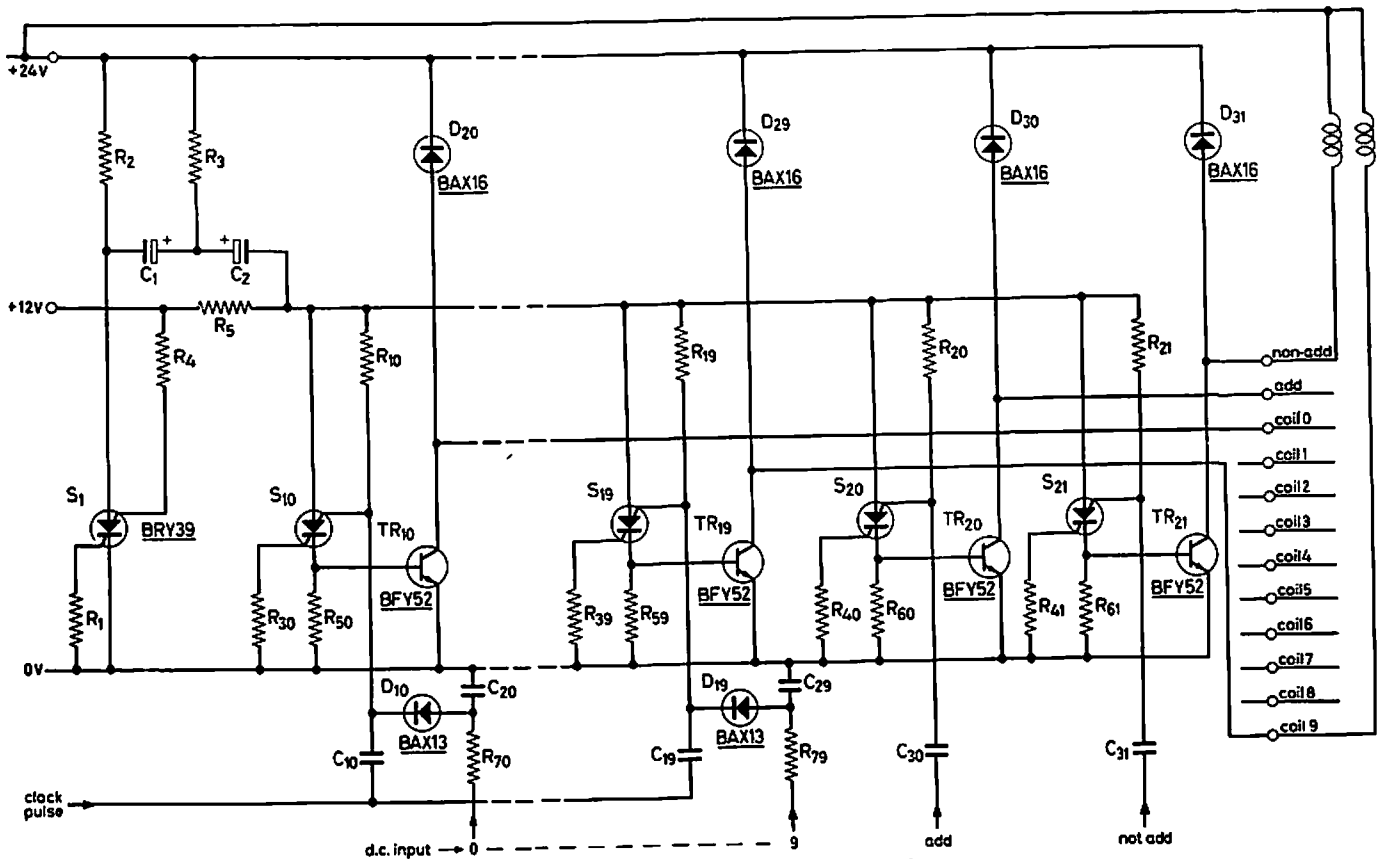 +24V
R2
R3
D20
BAX16
D29
BAX16
D30
BAX16
D31
BAX16
+ +
C1 C2
+12V
R5
R4
R10
R19
R20
R21
non-add
add
coil 0
coil 1
coil 2
coil 3
coil 4
coil 5
coil 6
coil 7
coil 8
coil 9
S1
BRY39
S10
TR10
BFY52
S19
TR19
BFY52
S20
TR20
BFY52
S21
TR21
BFY52
R1
R30
R50
R39
R59
R40
R60
R41
R61
0V
D10
BAX13
C20
D19
BAX13
C29
C10
R70
C19
R79
C30
C31
clock
pulse
d.c. input 0 9
add
not add